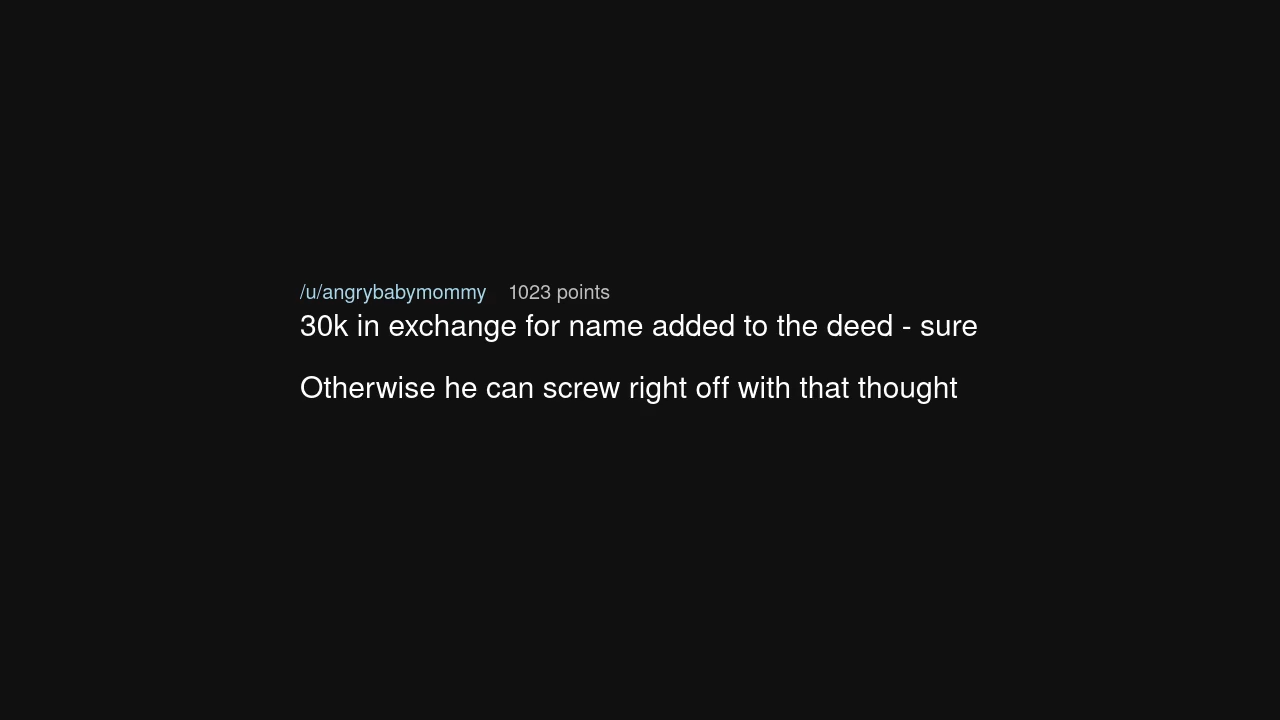 /u/angrybabymommy 1023 points
30k in exchange for name added to the deed - sure
Otherwise he can screw right off with that thought